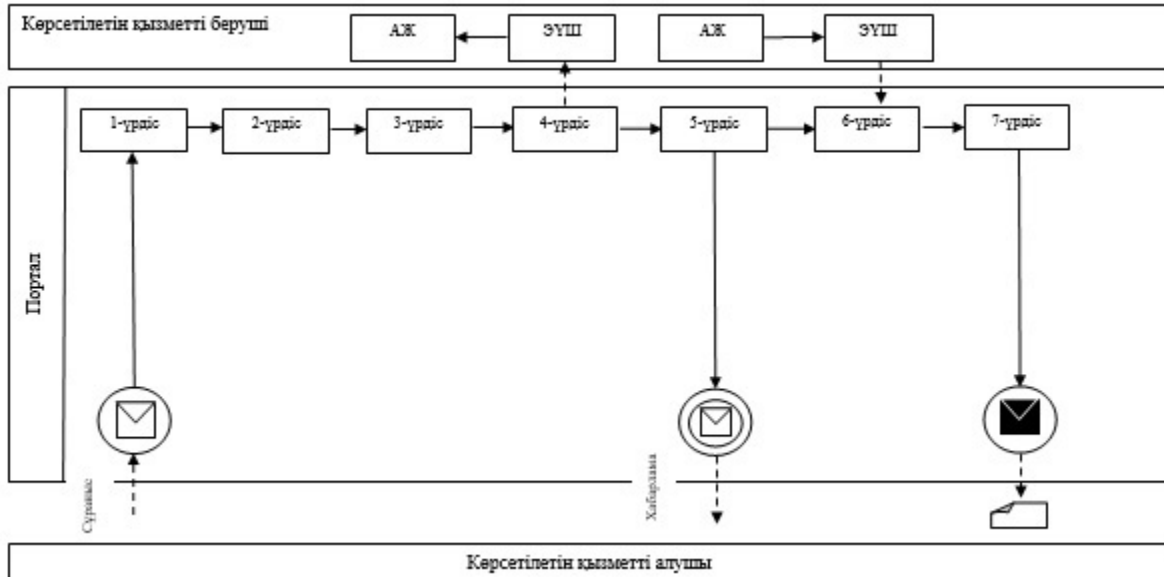 Көрсетілетін қызметті беруші
АЖ
ЭҮШ
АЖ
ЭҮШ
1-үрдіс
2-үрдіс
3-үрдіс
4-үрдіс
5-үрдіс
6-үрдіс
7-үрдіс
Портал
Сұраныс
Хабарлама
Көрсетілетін қызметті алушы